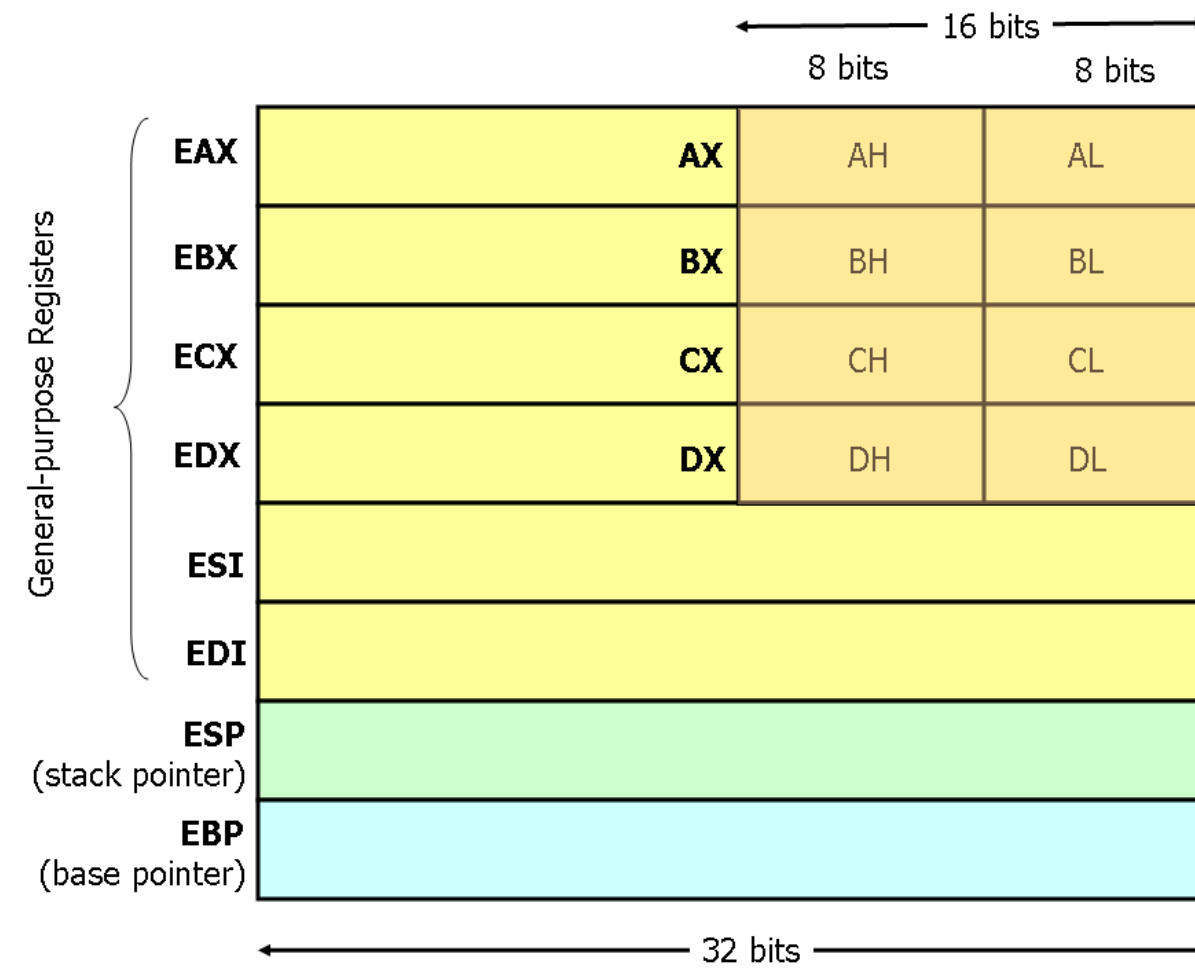 16 bits
8 bits 8 bits
General-purpose Registers
EAX AX AH AL
EBX BX BH BL
ECX CX CH CL
EDX DX DH DL
ESI
EDI
ESP
(stack pointer)
EBP
(base pointer)
32 bits